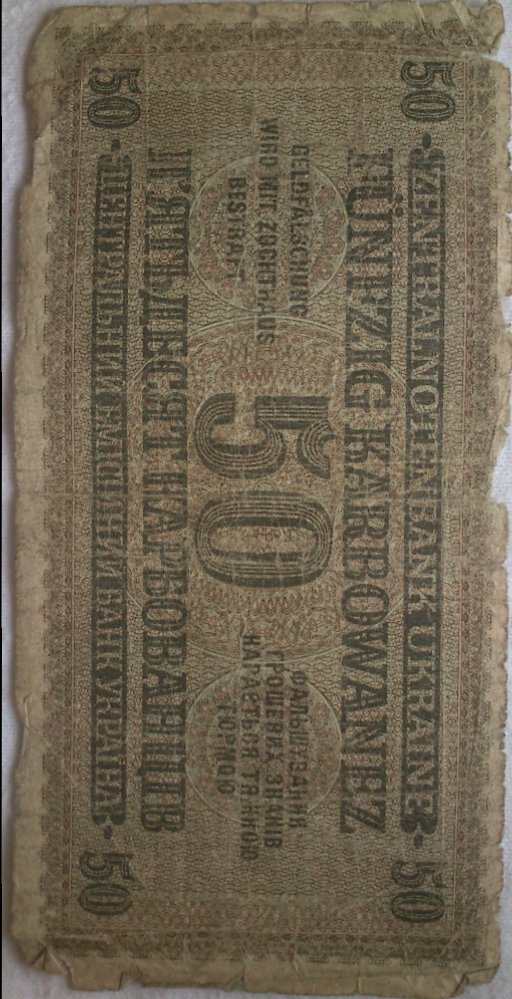 50 ZENTRALNOTENBANK UKRAINE 50
FÜNFZIG KARBOWANEZ
GELDFÄLSCHUNG
WIRD MIT ZUCHTHAUS
BESTRAFT
50
ФАЛЬШУВАННЯ
ГРОШЕВИХ ЗНАКІВ
КАРАЄТЬСЯ ТЯЖКОЮ
ТЮРМОЮ
П'ЯТЬДЕСЯТ КАРБОВАНЦІВ
50 ЦЕНТРАЛЬНИЙ ЕМІСІЙНИЙ БАНК УКРАЇНА 50